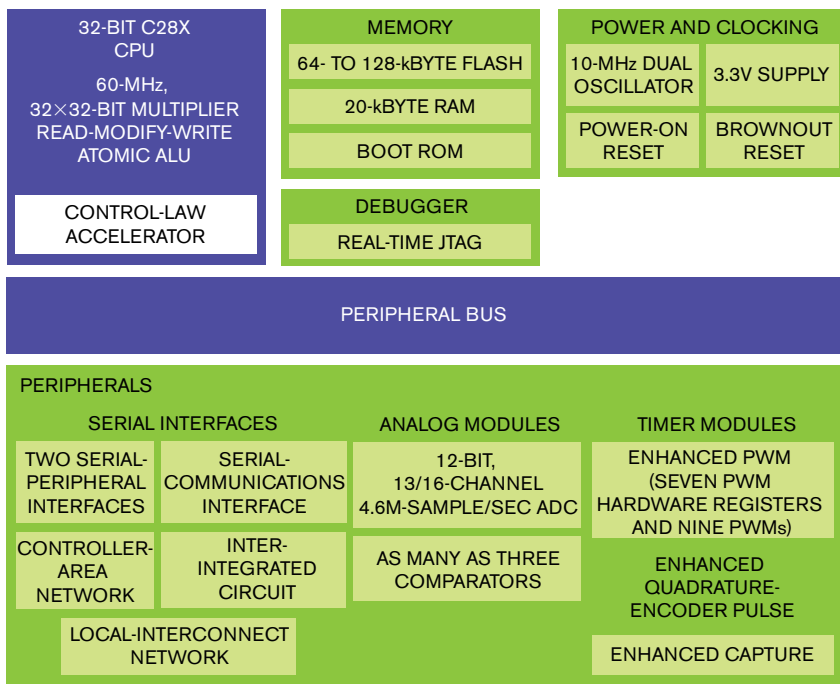 32-BIT C28X
CPU
60-MHz,
32×32-BIT MULTIPLIER
READ-MODIFY-WRITE
ATOMIC ALU
CONTROL-LAW
ACCELERATOR
MEMORY
64- TO 128-kBYTE FLASH
20-kBYTE RAM
BOOT ROM
DEBUGGER
REAL-TIME JTAG
POWER AND CLOCKING
10-MHz DUAL
OSCILLATOR
3.3V SUPPLY
POWER-ON
RESET
BROWNOUT
RESET
PERIPHERAL BUS
PERIPHERALS
SERIAL INTERFACES
TWO SERIAL-
PERIPHERAL
INTERFACES
SERIAL-
COMMUNICATIONS
INTERFACE
CONTROLLER-
AREA
NETWORK
INTER-
INTEGRATED
CIRCUIT
LOCAL-INTERCONNECT
NETWORK
ANALOG MODULES
12-BIT,
13/16-CHANNEL
4.6M-SAMPLE/SEC ADC
AS MANY AS THREE
COMPARATORS
TIMER MODULES
ENHANCED PWM
(SEVEN PWM
HARDWARE REGISTERS
AND NINE PWMs)
ENHANCED
QUADRATURE-
ENCODER PULSE
ENHANCED CAPTURE